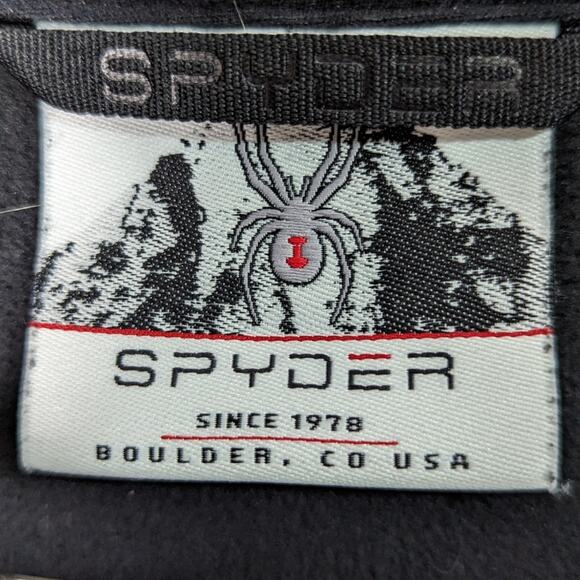 SPYDER
SPYDER
SINCE 1978
BOULDER, CO USA